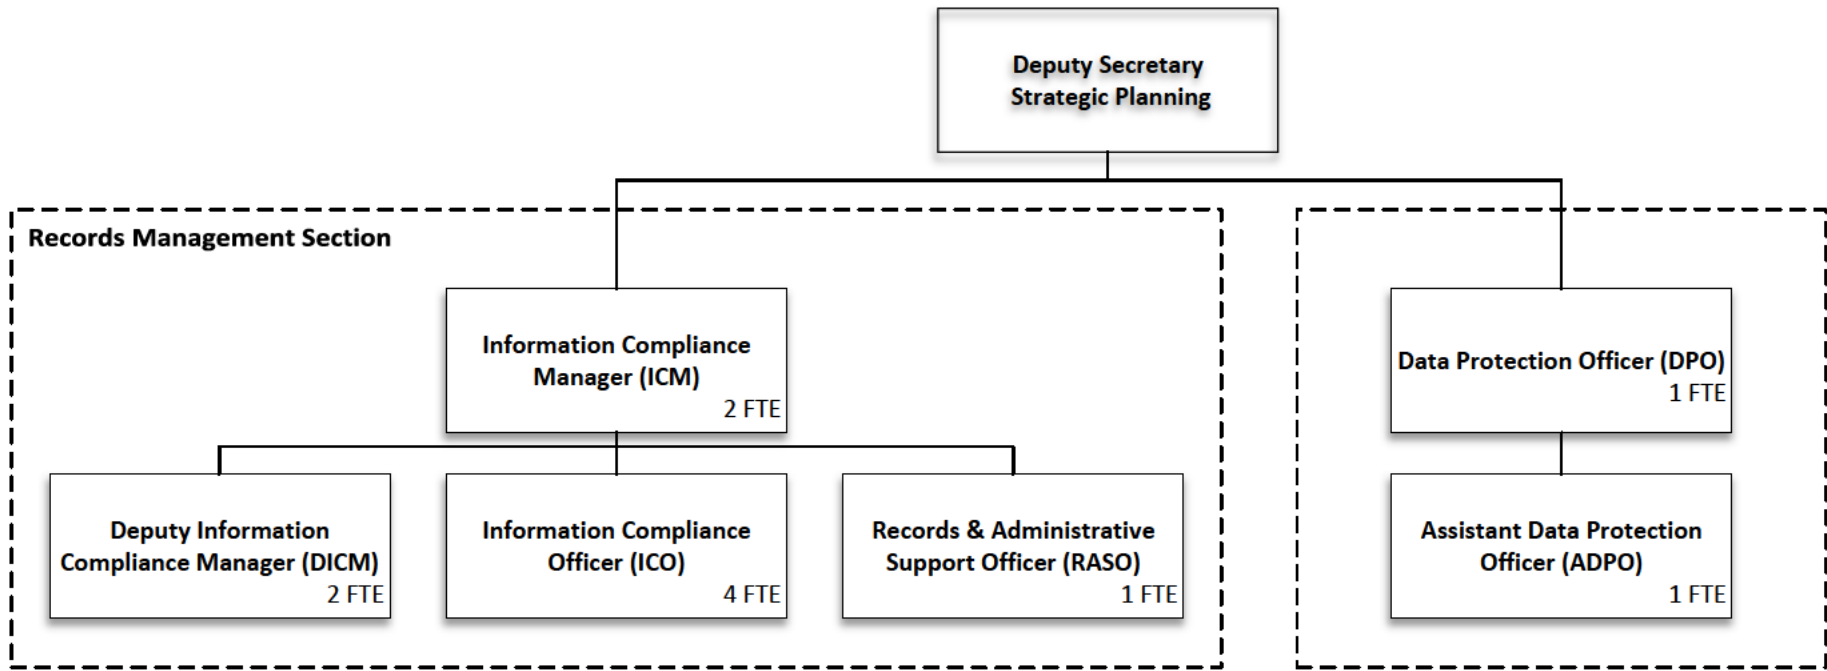 Deputy Secretary
Strategic Planning
Records Management Section
Information Compliance
Manager (ICM)
2 FTE
Data Protection Officer (DPO)
1 FTE
Deputy Information
Compliance Manager (DICM)
2 FTE
Information Compliance
Officer (ICO)
4 FTE
Records & Administrative
Support Officer (RASO)
1 FTE
Assistant Data Protection
Officer (ADPO)
1 FTE